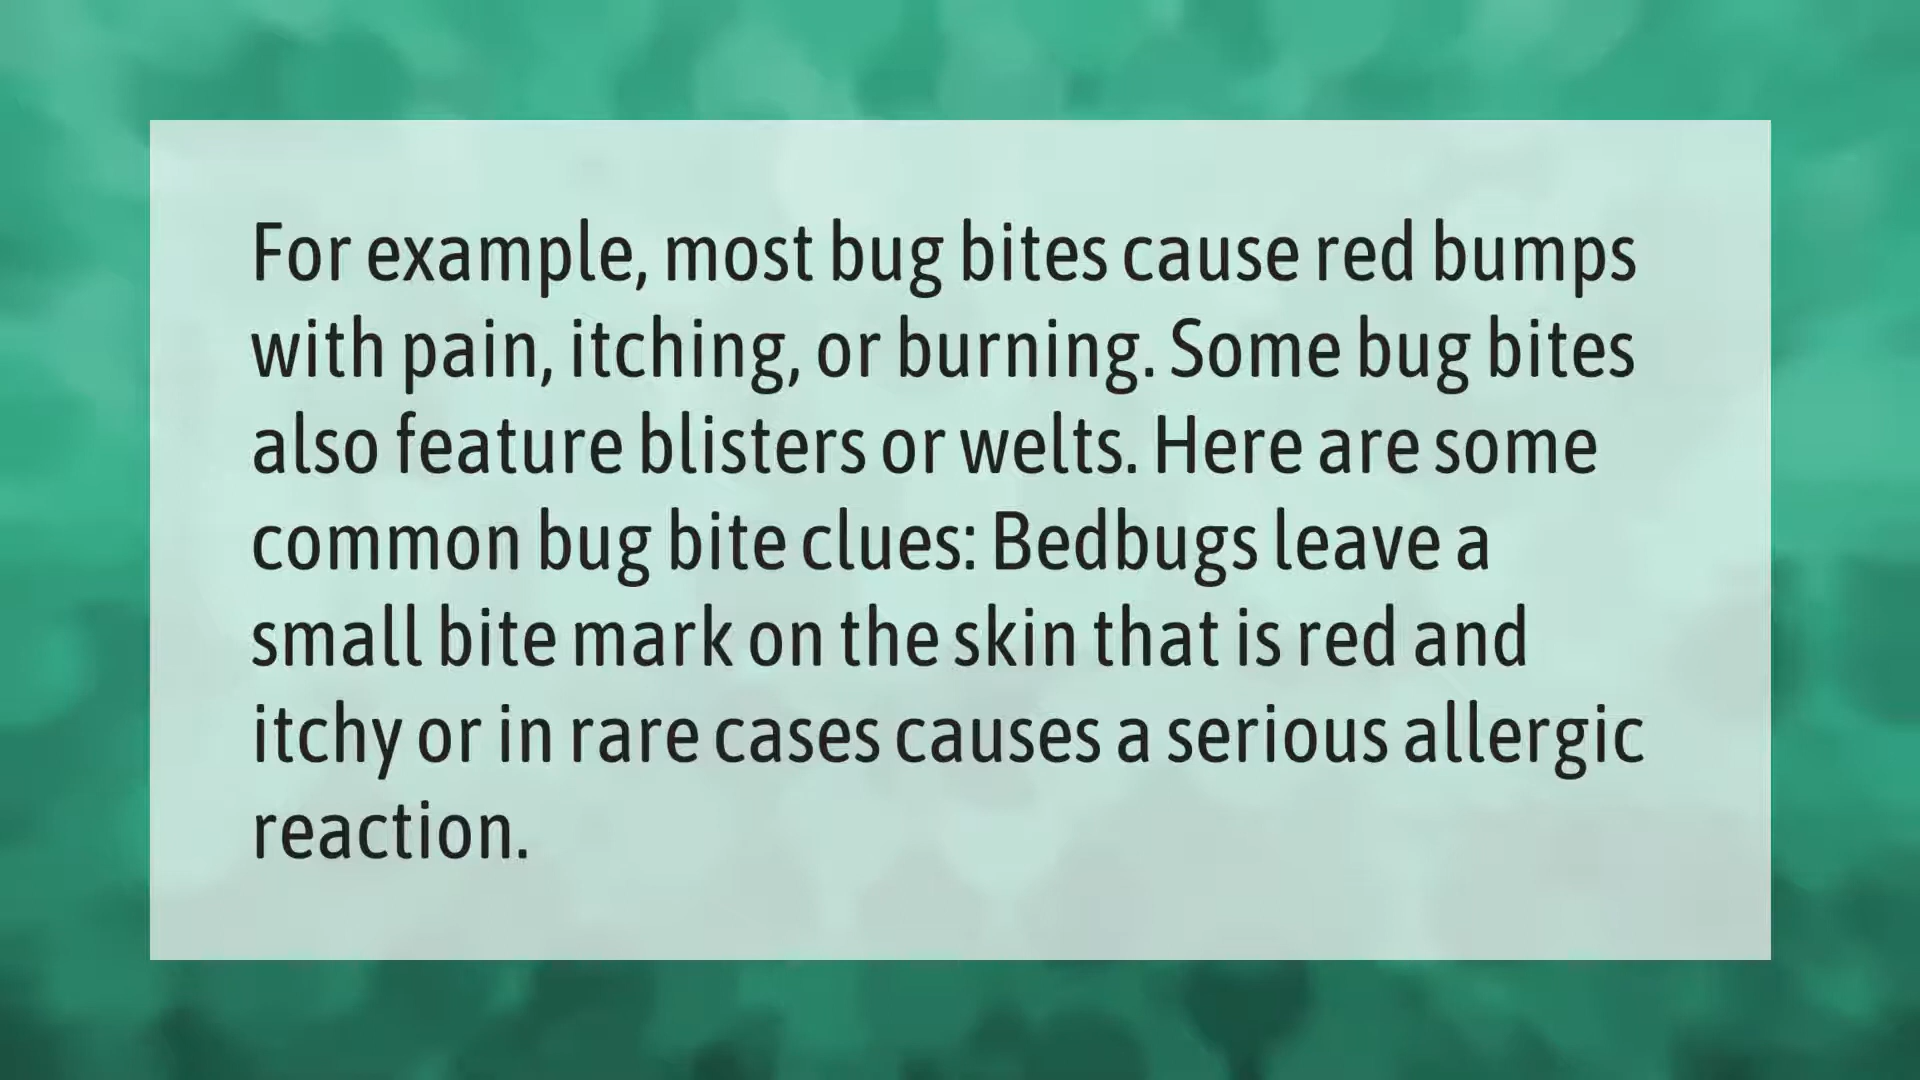 For example, most bug bites cause red bumps
with pain, itching, or burning. Some bug bites
also feature blisters or welts. Here are some
common bug bite clues: Bedbugs leave a
small bite mark on the skin that is red and
itchy or in rare cases causes a serious allergic
reaction.